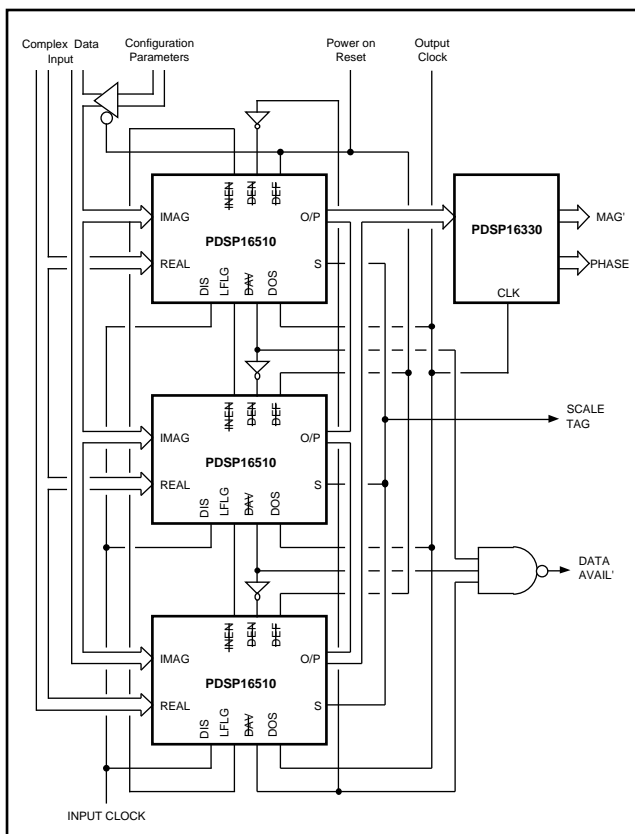 Complex Data
Input
Configuration
Parameters
Power on
Reset
Output
Clock
INEN DEN DEF
IMAG O/P
PDSP16510
REAL S
DIS LFLG DAV DOS
PDSP16330
MAG'
PHASE
CLK
INEN DEN DEF
IMAG O/P
PDSP16510
REAL S
DIS LFLG DAV DOS
SCALE
TAG
DATA
AVAIL'
INEN DEN DEF
IMAG O/P
PDSP16510
REAL S
DIS LFLG DAV DOS
INPUT CLOCK